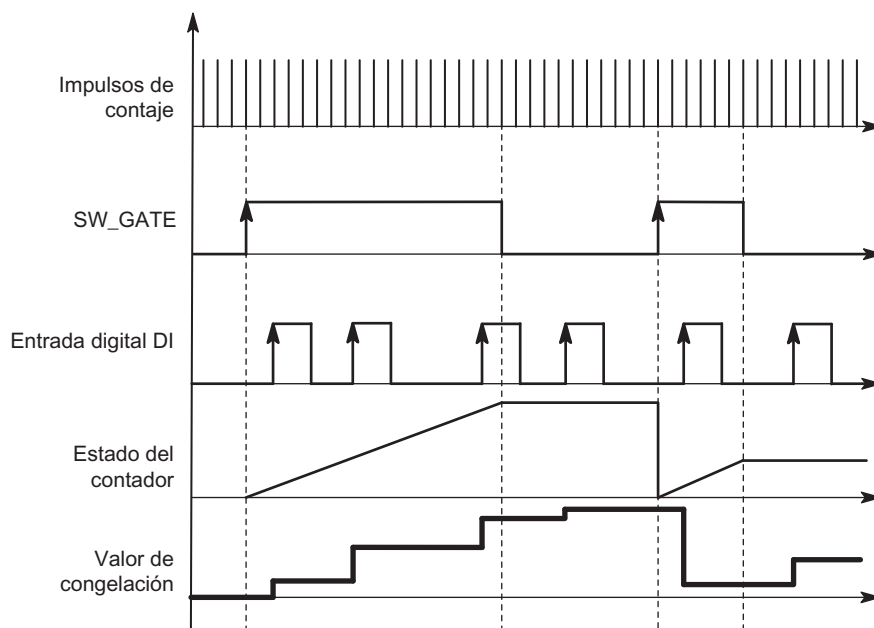 Impulsos de
contaje
SW_GATE
Entrada digital DI
Estado del
contador
Valor de
congelación